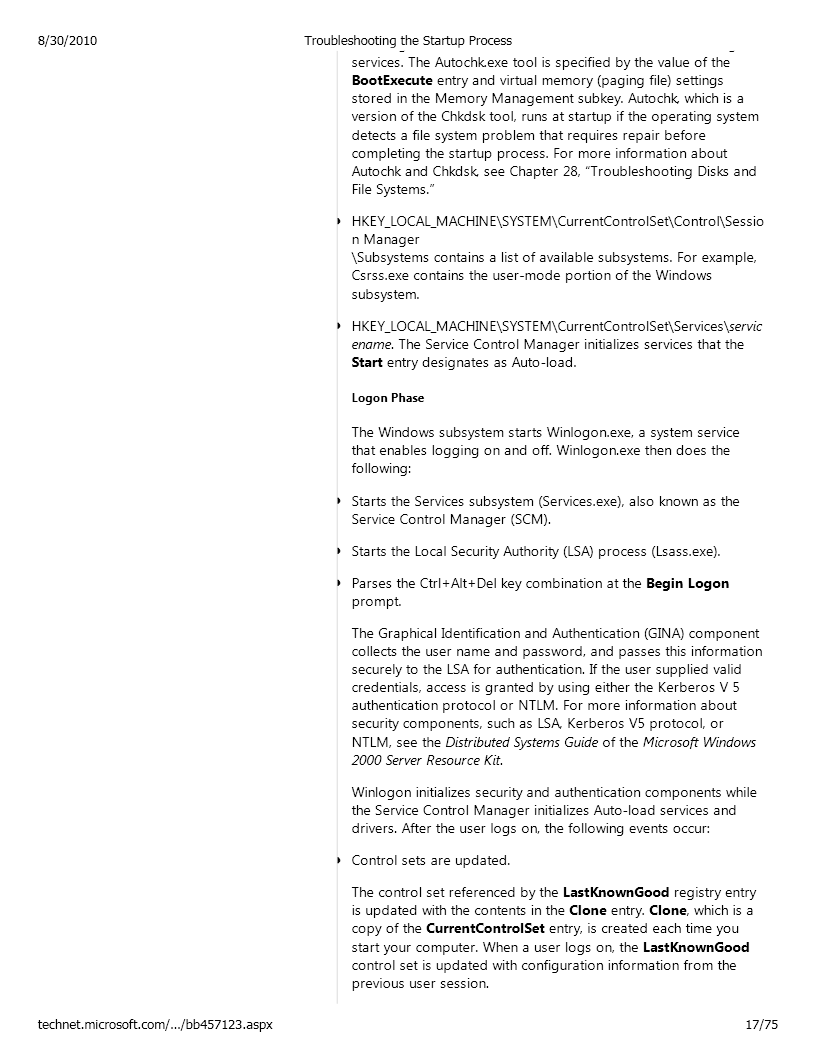 8/30/2010
Troubleshooting the Startup Process
services. The Autochk.exe tool is specified by the value of the
BootExecute entry and virtual memory (paging file) settings
stored in the Memory Management subkey. Autochk, which is a
version of the Chkdsk tool, runs at startup if the operating system
detects a file system problem that requires repair before
completing the startup process. For more information about
Autochk and Chkdsk, see Chapter 28, “Troubleshooting Disks and
File Systems.”
HKEY_LOCAL_MACHINE\SYSTEM\CurrentControlSet\Control\Sessio
n Manager
\Subsystems contains a list of available subsystems. For example,
Csrss.exe contains the user-mode portion of the Windows
subsystem.
HKEY_LOCAL_MACHINE\SYSTEM\CurrentControlSet\Services\servic
ename. The Service Control Manager initializes services that the
Start entry designates as Auto-load.
Logon Phase
The Windows subsystem starts Winlogon.exe, a system service
that enables logging on and off. Winlogon.exe then does the
following:
Starts the Services subsystem (Services.exe), also known as the
Service Control Manager (SCM).
Starts the Local Security Authority (LSA) process (Lsass.exe).
Parses the Ctrl+Alt+Del key combination at the Begin Logon
prompt.
The Graphical Identification and Authentication (GINA) component
collects the user name and password, and passes this information
securely to the LSA for authentication. If the user supplied valid
credentials, access is granted by using either the Kerberos V 5
authentication protocol or NTLM. For more information about
security components, such as LSA, Kerberos V5 protocol, or
NTLM, see the Distributed Systems Guide of the Microsoft Windows
2000 Server Resource Kit.
Winlogon initializes security and authentication components while
the Service Control Manager initializes Auto-load services and
drivers. After the user logs on, the following events occur:
Control sets are updated.
The control set referenced by the LastKnownGood registry entry
is updated with the contents in the Clone entry. Clone, which is a
copy of the CurrentControlSet entry, is created each time you
start your computer. When a user logs on, the LastKnownGood
control set is updated with configuration information from the
previous user session.
technet.microsoft.com/.../bb457123.aspx
17/75